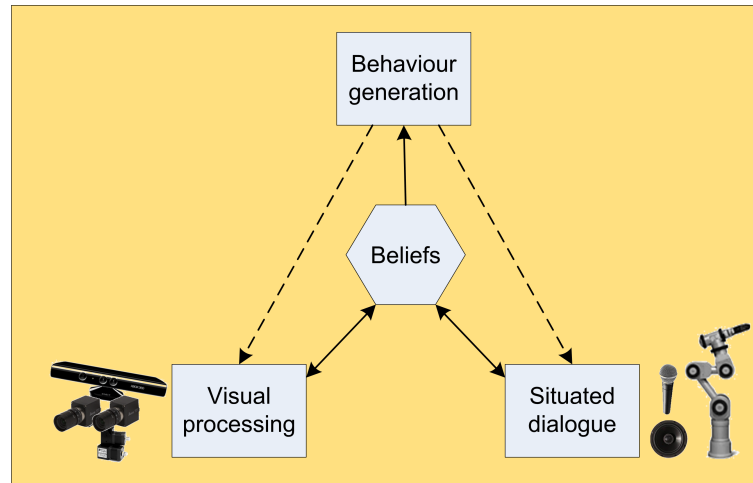 Behaviour
generation
Beliefs
Visual
processing
Situated
dialogue